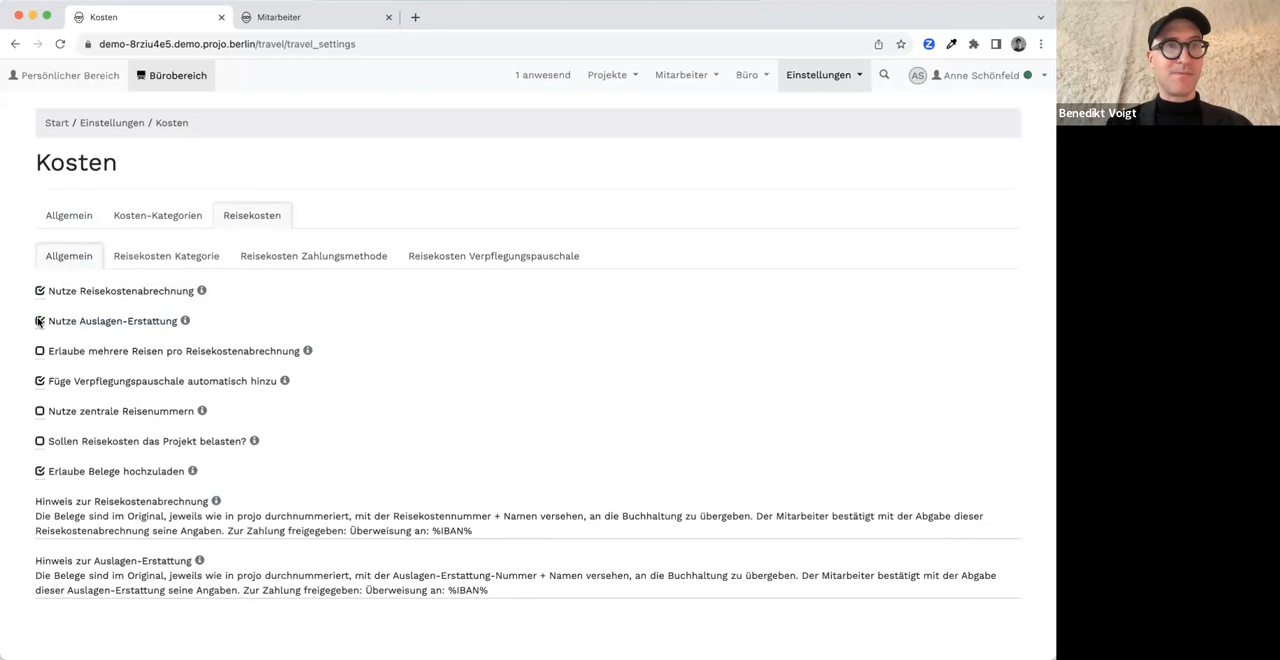 Kosten
Mitarbeiter
demo-8rziu4e5.demo.projo.berlin/travel/travel_settings
Persönlicher Bereich
Bürobereich
1 anwesend
Projekte
Mitarbeiter
Büro
Einstellungen
AS
Anne Schönfeld
Benedikt Voigt
Start / Einstellungen / Kosten
Kosten
Allgemein
Kosten-Kategorien
Reisekosten
Allgemein
Reisekosten Kategorie
Reisekosten Zahlungsmethode
Reisekosten Verpflegungspauschale
Nutze Reisekostenabrechnung
Nutze Auslagen-Erstattung
Erlaube mehrere Reisen pro Reisekostenabrechnung
Füge Verpflegungspauschale automatisch hinzu
Nutze zentrale Reisenummern
Sollen Reisekosten das Projekt belasten?
Erlaube Belege hochzuladen
Hinweis zur Reisekostenabrechnung
Die Belege sind im Original, jeweils wie in projo durchnummeriert, mit der Reisekostennummer + Namen versehen, an die Buchhaltung zu übergeben. Der Mitarbeiter bestätigt mit der Abgabe dieser
Reisekostenabrechnung seine Angaben. Zur Zahlung freigegeben: Überweisung an: %IBAN%
Hinweis zur Auslagen-Erstattung
Die Belege sind im Original, jeweils wie in projo durchnummeriert, mit der Auslagen-Erstattung-Nummer + Namen versehen, an die Buchhaltung zu übergeben. Der Mitarbeiter bestätigt mit der Abgabe
dieser Auslagen-Erstattung seine Angaben. Zur Zahlung freigegeben: Überweisung an: %IBAN%